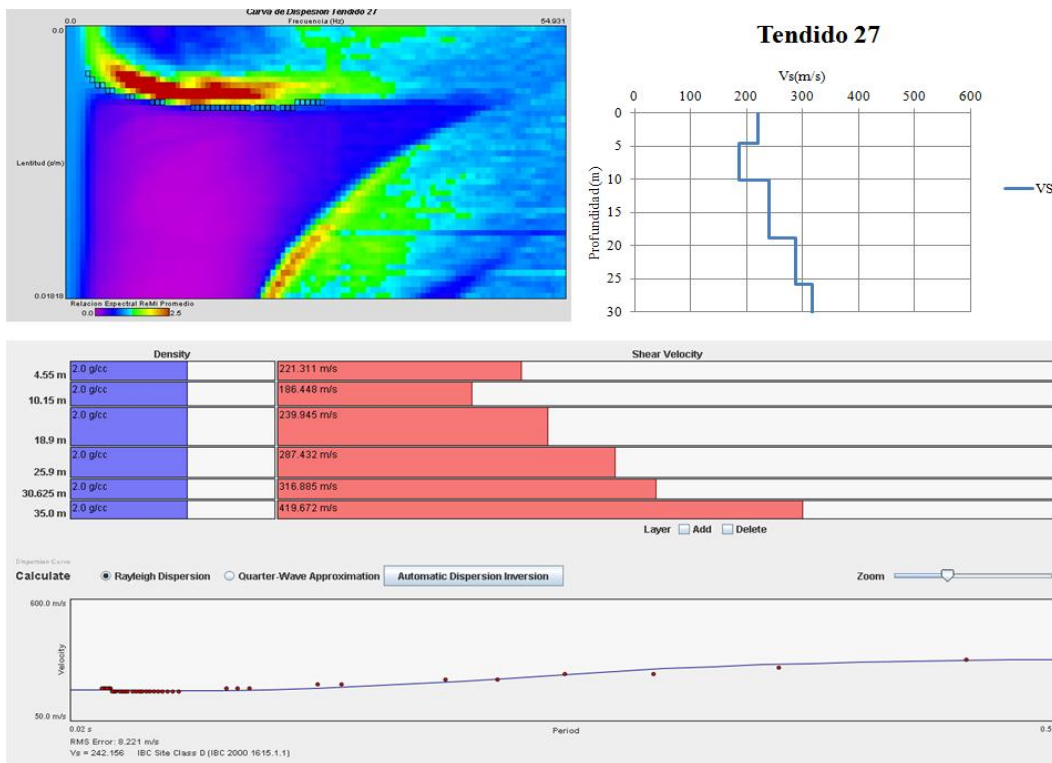 Curva de Dispesión Tendido 27
0.0 Frecuencia (Hz) 54.931
0.0
Lentitud (s/m)
0.01818
Relacion Espectral ReMi Promedio
0.0 2.5
Tendido 27
Vs(m/s)
0 100 200 300 400 500 600
0
5
10
15
20
25
30
Profundidad(m)
VS
Density Shear Velocity
4.55 m 2.0 g/cc 221.311 m/s
10.15 m 2.0 g/cc 186.448 m/s
18.9 m 2.0 g/cc 239.945 m/s
25.9 m 2.0 g/cc 287.432 m/s
30.625 m 2.0 g/cc 316.885 m/s
35.0 m 2.0 g/cc 419.672 m/s
Layer Add Delete
Dispersion Curve
Calculate Rayleigh Dispersion Quarter-Wave Approximation Automatic Dispersion Inversion Zoom
600.0 m/s
Velocity
50.0 m/s
0.02 s Period 0.5
RMS Error: 8.221 m/s
Vs = 242.156 IBC Site Class D (IBC 2000 1615.1.1)